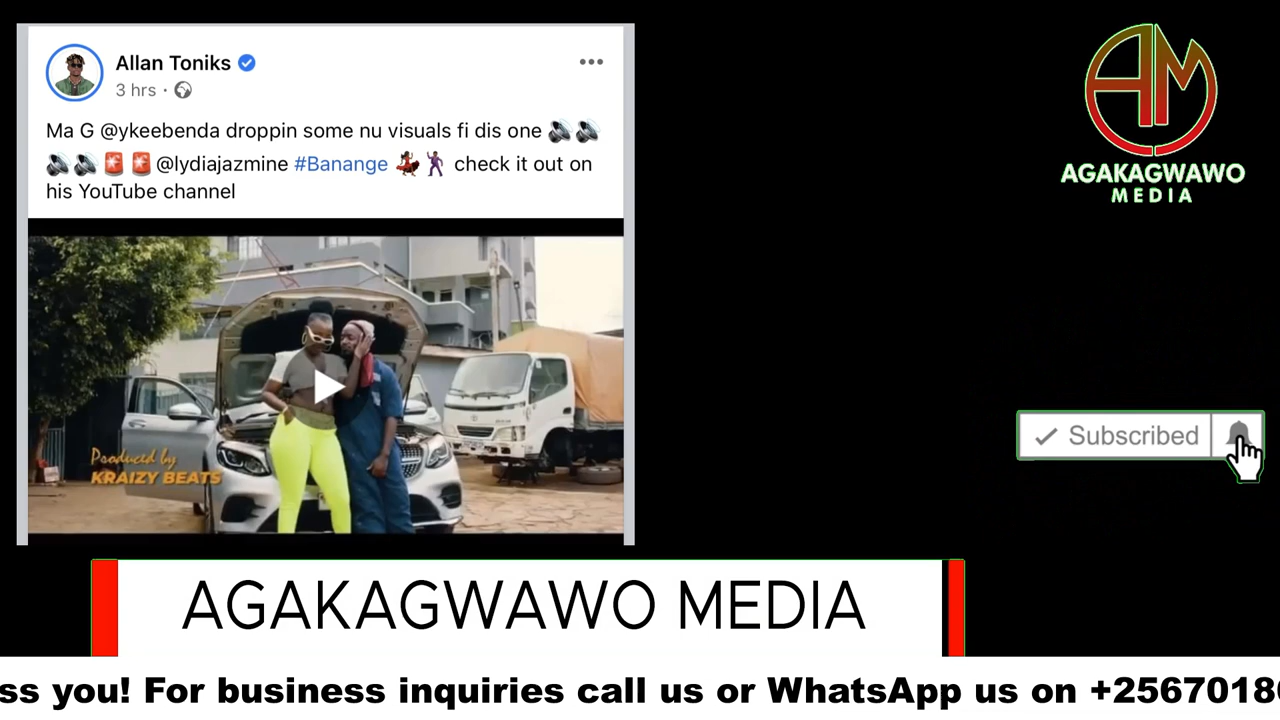 Allan Toniks
3 hrs ·
Ma G @ykeebenda droppin some nu visuals fi dis one 🔊🔊
🔊🔊🚨🚨@lydiajazmine #Banange 💃🏿🕺🏿 check it out on
his YouTube channel
Produced by
KRAIZY BEATS
AM
AGAKAGWAWO
MEDIA
Subscribed
AGAKAGWAWO MEDIA
ss you! For business inquiries call us or WhatsApp us on +2567018